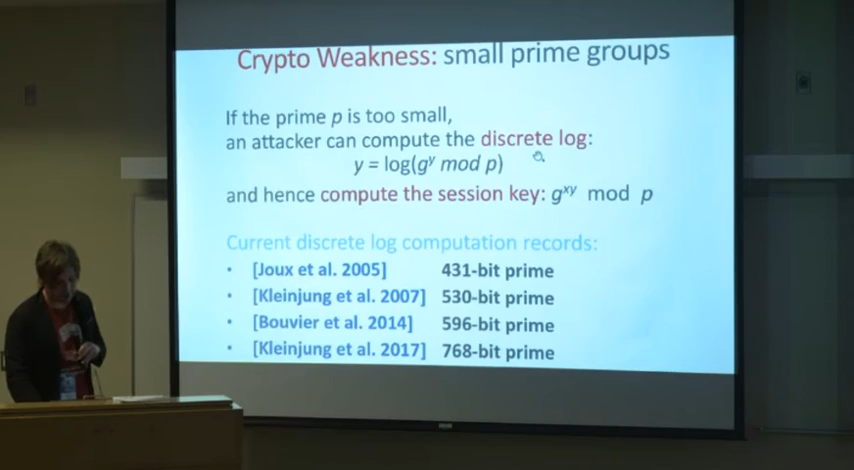 Crypto Weakness: small prime groups
If the prime p is too small,
an attacker can compute the discrete log:
y = log(gʸ mod p)
and hence compute the session key: gˣʸ mod p
Current discrete log computation records:
• [Joux et al. 2005] 431-bit prime
• [Kleinjung et al. 2007] 530-bit prime
• [Bouvier et al. 2014] 596-bit prime
• [Kleinjung et al. 2017] 768-bit prime